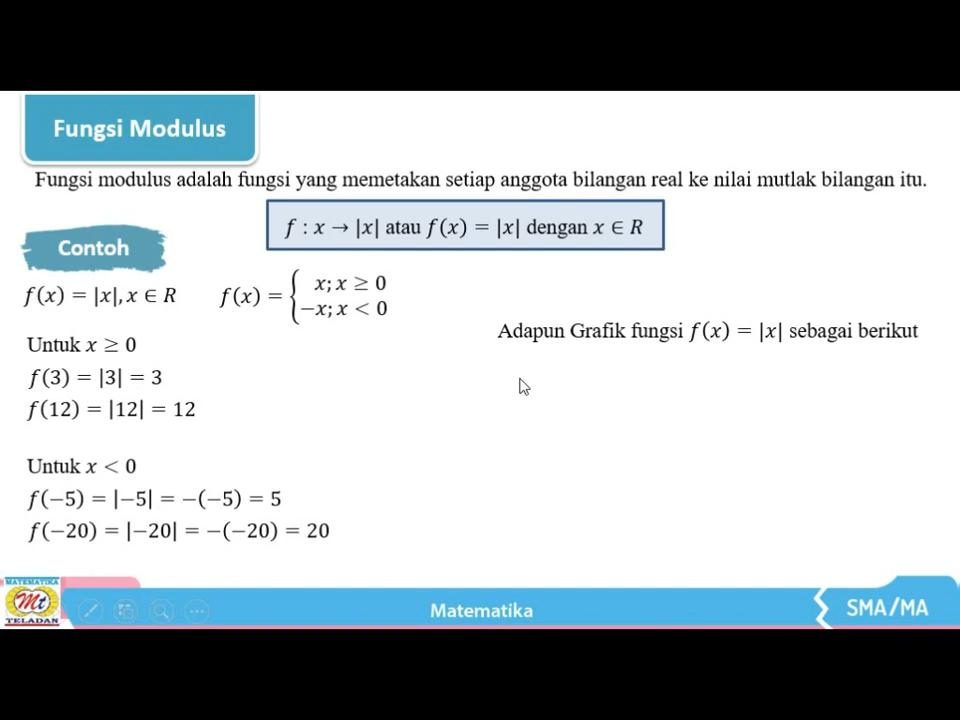 Fungsi Modulus
Fungsi modulus adalah fungsi yang memetakan setiap anggota bilangan real ke nilai mutlak bilangan itu.
f : x → |x| atau f(x) = |x| dengan x ∈ R
Contoh
f(x) = |x|, x ∈ R
f(x) = { x; x ≥ 0
−x; x < 0
Untuk x ≥ 0
f(3) = |3| = 3
f(12) = |12| = 12
Untuk x < 0
f(−5) = |−5| = −(−5) = 5
f(−20) = |−20| = −(−20) = 20
Adapun Grafik fungsi f(x) = |x| sebagai berikut
MATEMATIKA
Mt
TELADAN
Matematika
SMA/MA